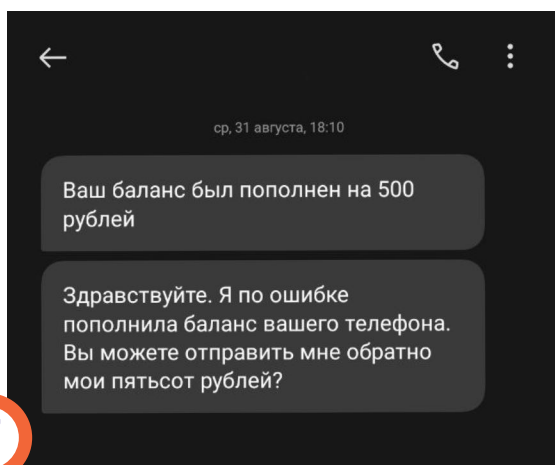 ср, 31 августа, 18:10
Ваш баланс был пополнен на 500
рублей
Здравствуйте. Я по ошибке
пополнила баланс вашего телефона.
Вы можете отправить мне обратно
мои пятьсот рублей?